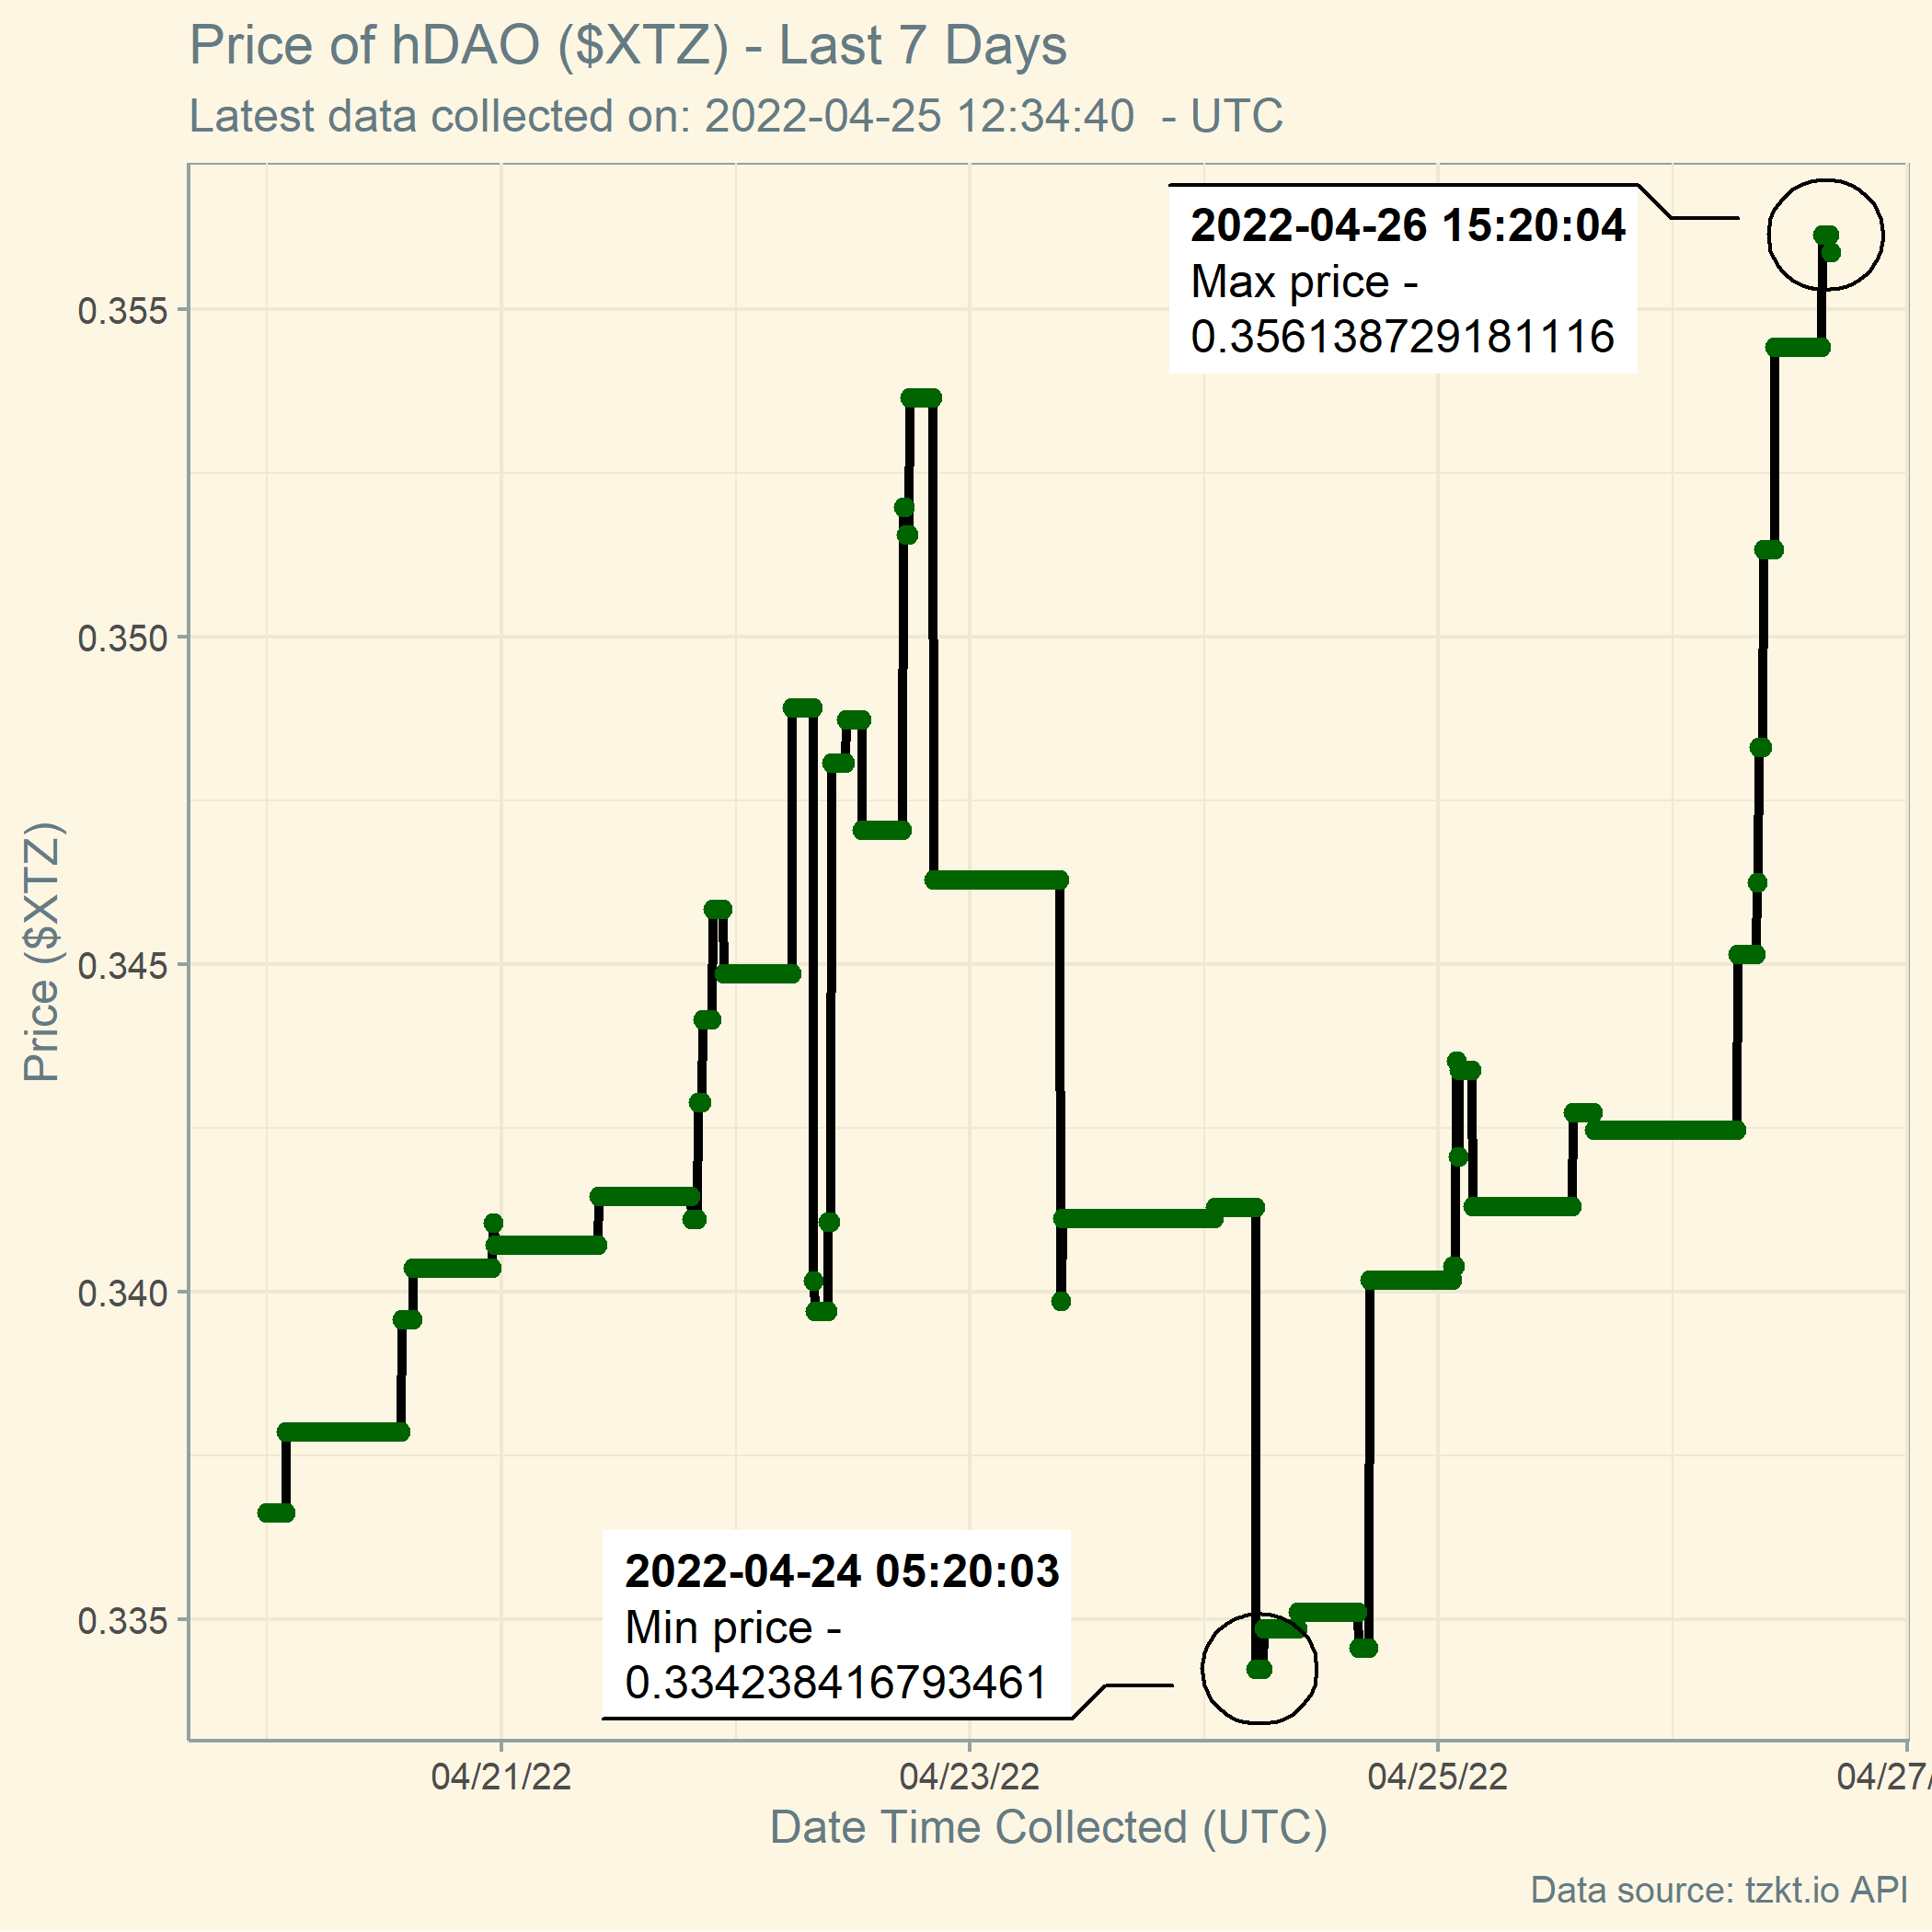 Price of hDAO ($XTZ) - Last 7 Days
Latest data collected on: 2022-04-25 12:34:40  - UTC
2022-04-26 15:20:04
Max price -
0.356138729181116
0.355
0.350
Price ($XTZ)
0.345
0.340
2022-04-24 05:20:03
Min price -
0.334238416793461
0.335
04/21/22
04/23/22
04/25/22
04/27/
Date Time Collected (UTC)
Data source: tzkt.io API